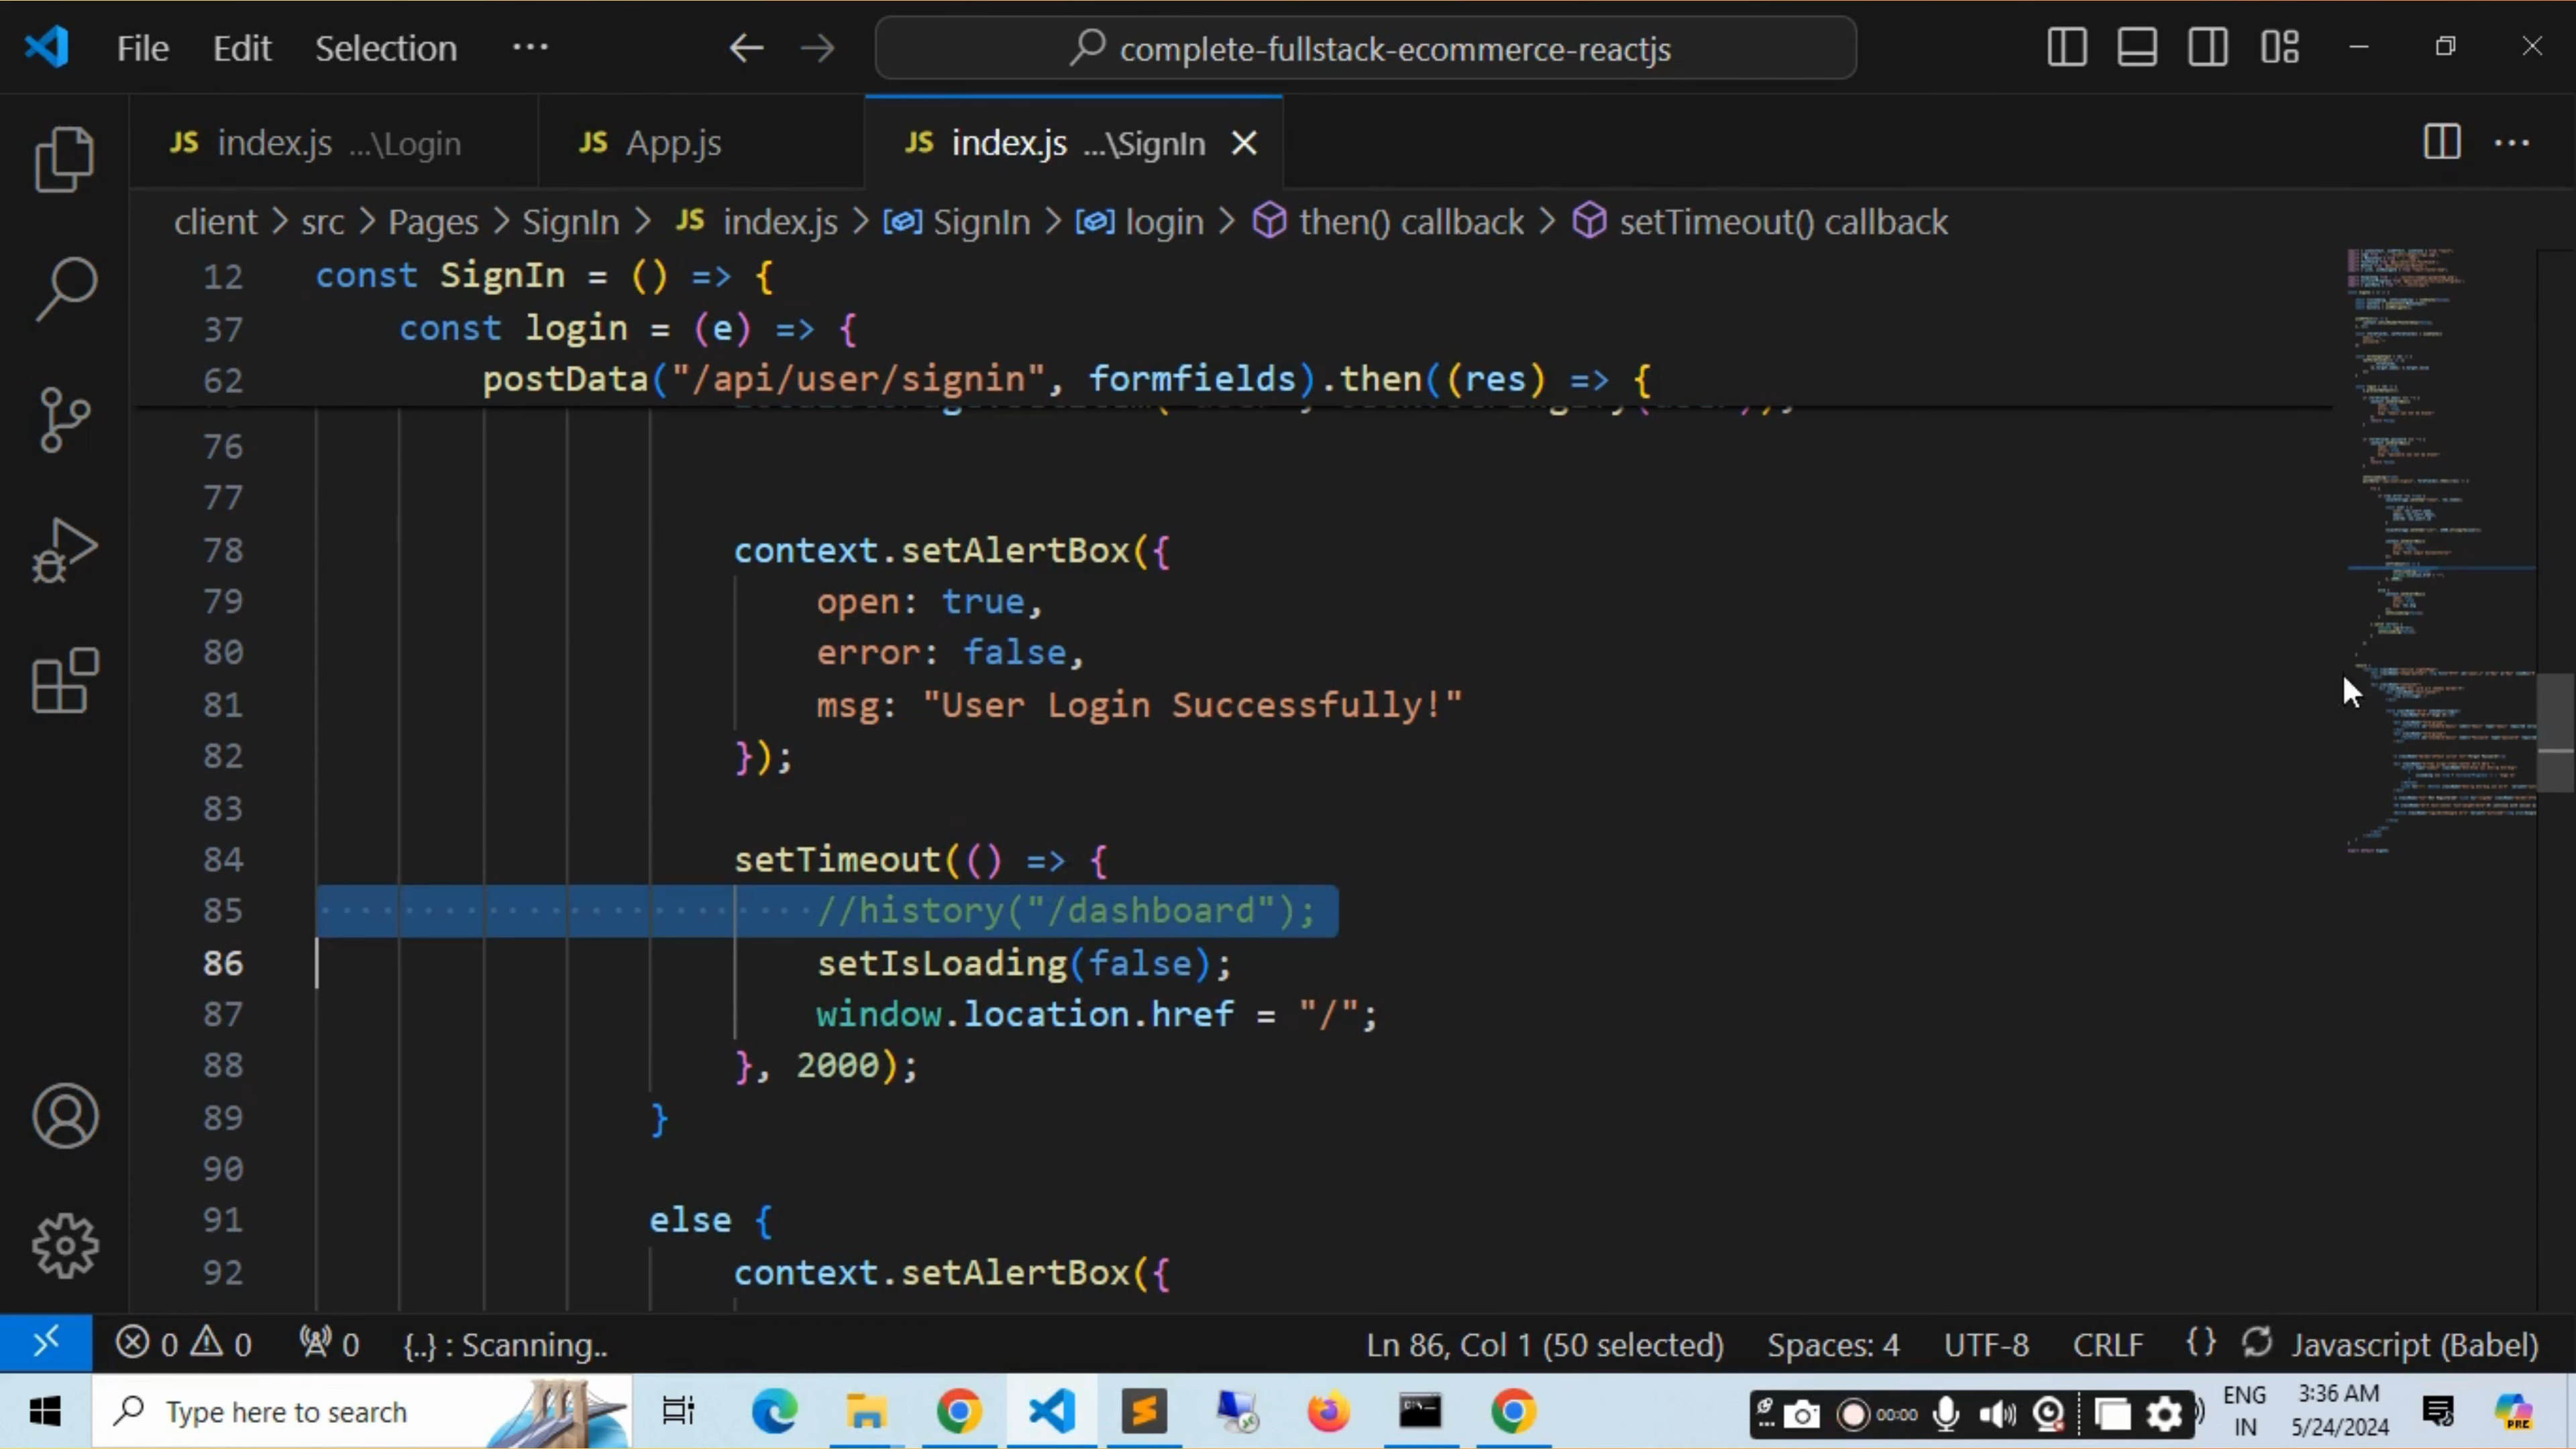 File Edit Selection ··· complete-fullstack-ecommerce-reactjs
JS index.js ...\Login JS App.js JS index.js ...\SignIn
client > src > Pages > SignIn > JS index.js > SignIn > login > then() callback > setTimeout() callback
12 const SignIn = () => {
37 const login = (e) => {
62 postData("/api/user/signin", formfields).then((res) => {
76
77
78 context.setAlertBox({
79 open: true,
80 error: false,
81 msg: "User Login Successfully!"
82 });
83
84 setTimeout(() => {
85 //history("/dashboard");
86 setIsLoading(false);
87 window.location.href = "/";
88 }, 2000);
89 }
90
91 else {
92 context.setAlertBox({
0 0 0 {..} : Scanning.. Ln 86, Col 1 (50 selected) Spaces: 4 UTF-8 CRLF {} Javascript (Babel)
Type here to search 00:00 ENG 3:36 AM
IN 5/24/2024 PRE